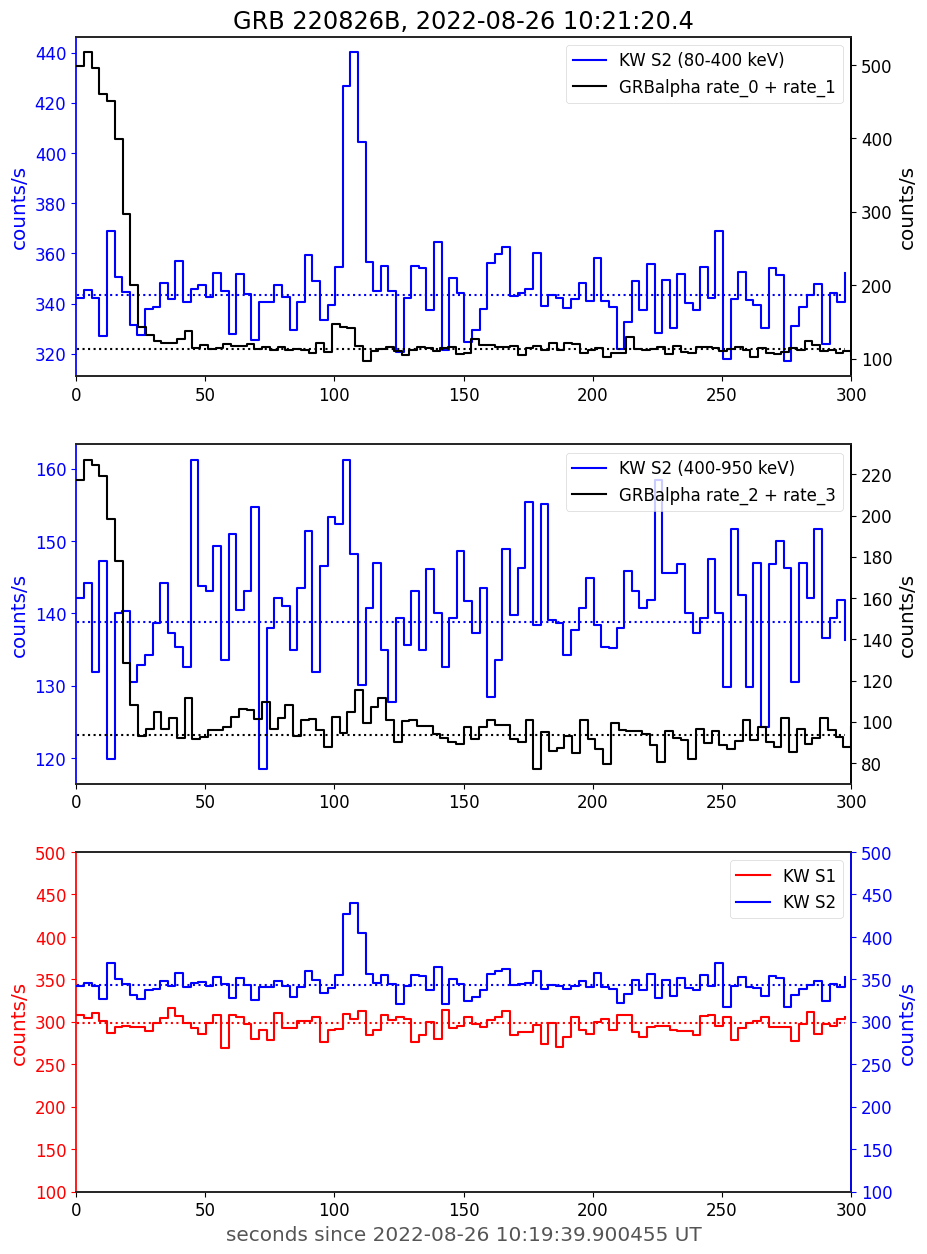 GRB 220826B, 2022-08-26 10:21:20.4
KW S2 (80-400 keV)
GRBalpha rate_0 + rate_1
counts/s
440
420
400
380
360
340
320
500
400
300
200
100
counts/s
0 50 100 150 200 250 300
KW S2 (400-950 keV)
GRBalpha rate_2 + rate_3
counts/s
160
150
140
130
120
220
200
180
160
140
120
100
80
counts/s
0 50 100 150 200 250 300
KW S1
KW S2
counts/s
500
450
400
350
300
250
200
150
100
500
450
400
350
300
250
200
150
100
counts/s
0 50 100 150 200 250 300
seconds since 2022-08-26 10:19:39.900455 UT